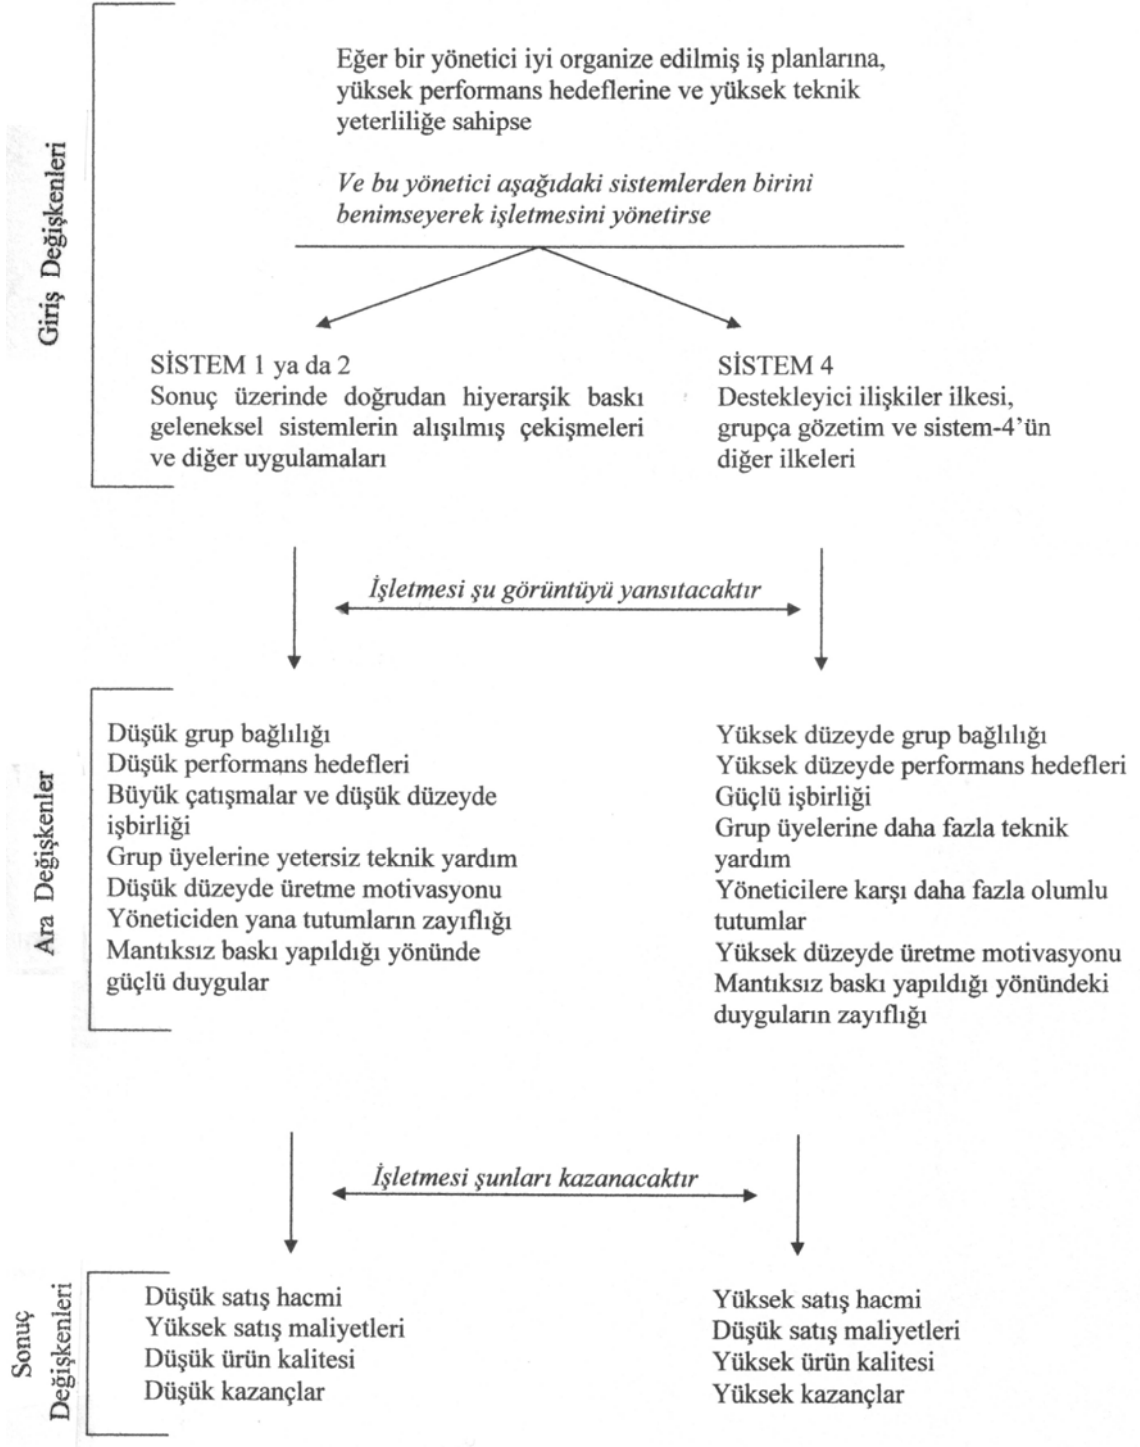 Giriş Değişkenleri
Eğer bir yönetici iyi organize edilmiş iş planlarına,
yüksek performans hedeflerine ve yüksek teknik
yeterliliğe sahipse
Ve bu yönetici aşağıdaki sistemlerden birini
benimseyerek işletmesini yönetirse
SİSTEM 1 ya da 2
Sonuç üzerinde doğrudan hiyerarşik baskı
geleneksel sistemlerin alışılmış çekişmeleri
ve diğer uygulamaları
SİSTEM 4
Destekleyici ilişkiler ilkesi,
grupça gözetim ve sistem-4'ün
diğer ilkeleri
İşletmesi şu görüntüyü yansıtacaktır
Ara Değişkenler
Düşük grup bağlılığı
Düşük performans hedefleri
Büyük çatışmalar ve düşük düzeyde
işbirliği
Grup üyelerine yetersiz teknik yardım
Düşük düzeyde üretme motivasyonu
Yöneticiden yana tutumların zayıflığı
Mantıksız baskı yapıldığı yönünde
güçlü duygular
Yüksek düzeyde grup bağlılığı
Yüksek düzeyde performans hedefleri
Güçlü işbirliği
Grup üyelerine daha fazla teknik
yardım
Yöneticilere karşı daha fazla olumlu
tutumlar
Yüksek düzeyde üretme motivasyonu
Mantıksız baskı yapıldığı yönündeki
duyguların zayıflığı
İşletmesi şunları kazanacaktır
Sonuç
Değişkenleri
Düşük satış hacmi
Yüksek satış maliyetleri
Düşük ürün kalitesi
Düşük kazançlar
Yüksek satış hacmi
Düşük satış maliyetleri
Yüksek ürün kalitesi
Yüksek kazançlar